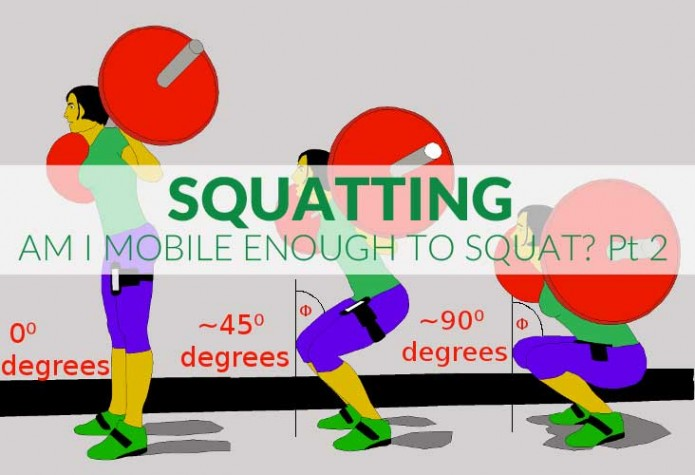 SQUATTING
AM I MOBILE ENOUGH TO SQUAT? Pt 2
0⁰
degrees
~45⁰
degrees
Φ
~90⁰
degrees
Φ